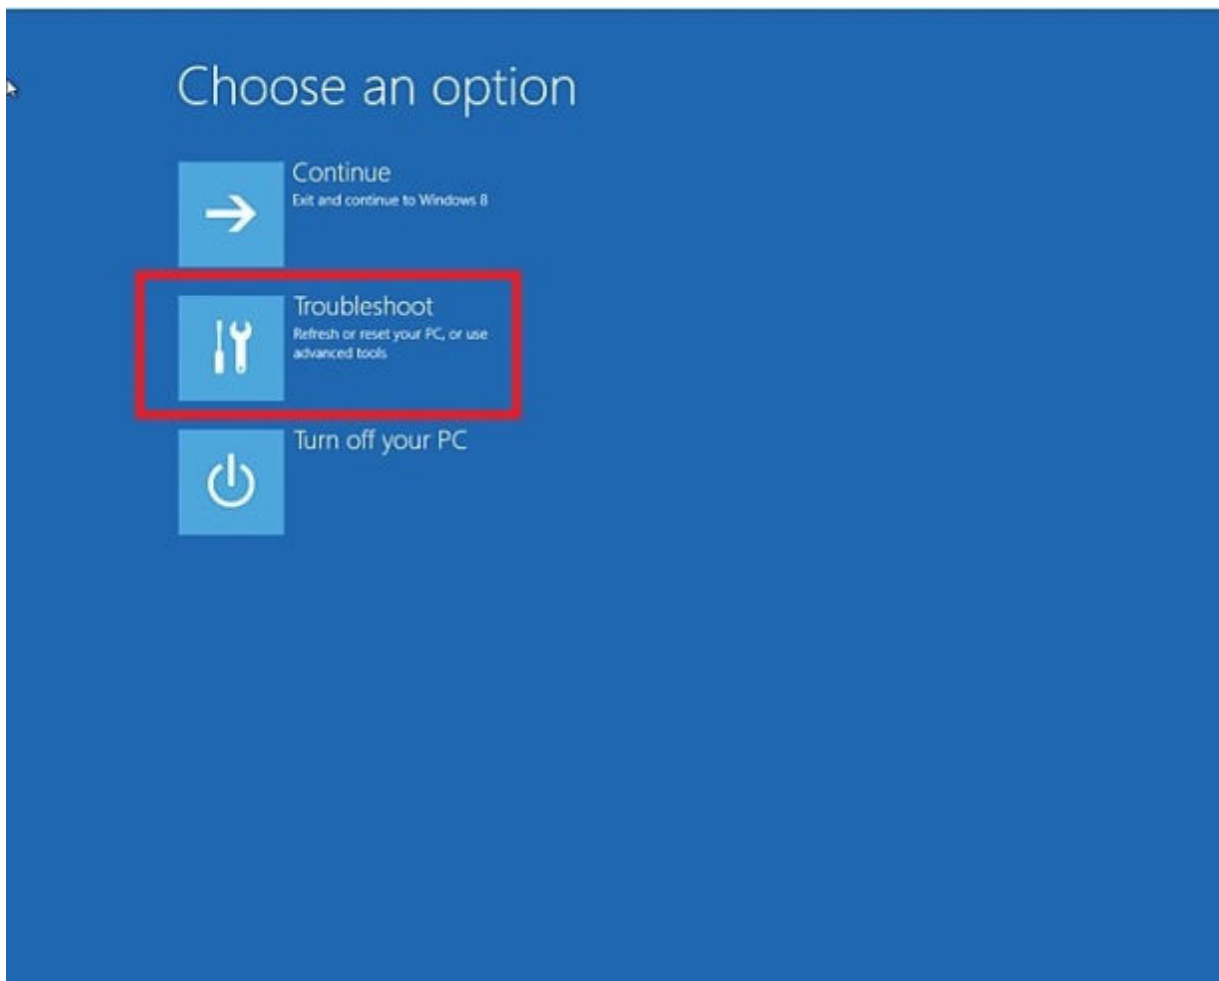 Choose an option
Continue
Exit and continue to Windows 8
Troubleshoot
Refresh or reset your PC, or use
advanced tools
Turn off your PC